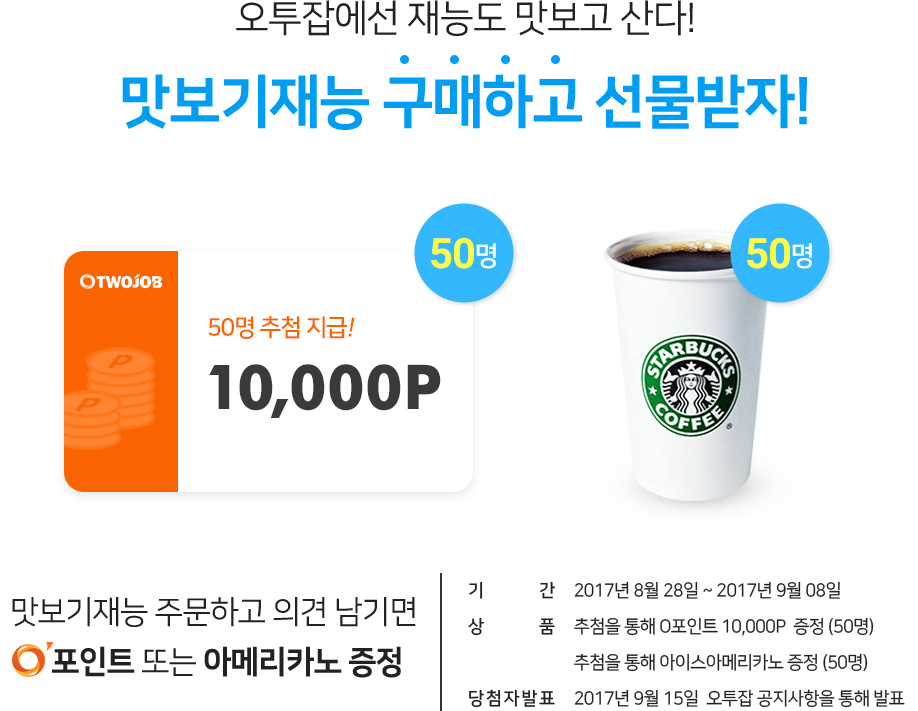 오투잡에선 재능도 맛보고 산다!
맛보기재능 구매하고 선물받자!
50명
50명
OTWOJOB
50명 추첨 지급!
10,000P
P
P
STARBUCKS
COFFEE
®
맛보기재능 주문하고 의견 남기면
O'포인트 또는 아메리카노 증정
기 간 2017년 8월 28일 ~ 2017년 9월 08일
상 품 추첨을 통해 O포인트 10,000P 증정 (50명)
추첨을 통해 아이스아메리카노 증정 (50명)
당첨자발표 2017년 9월 15일 오투잡 공지사항을 통해 발표